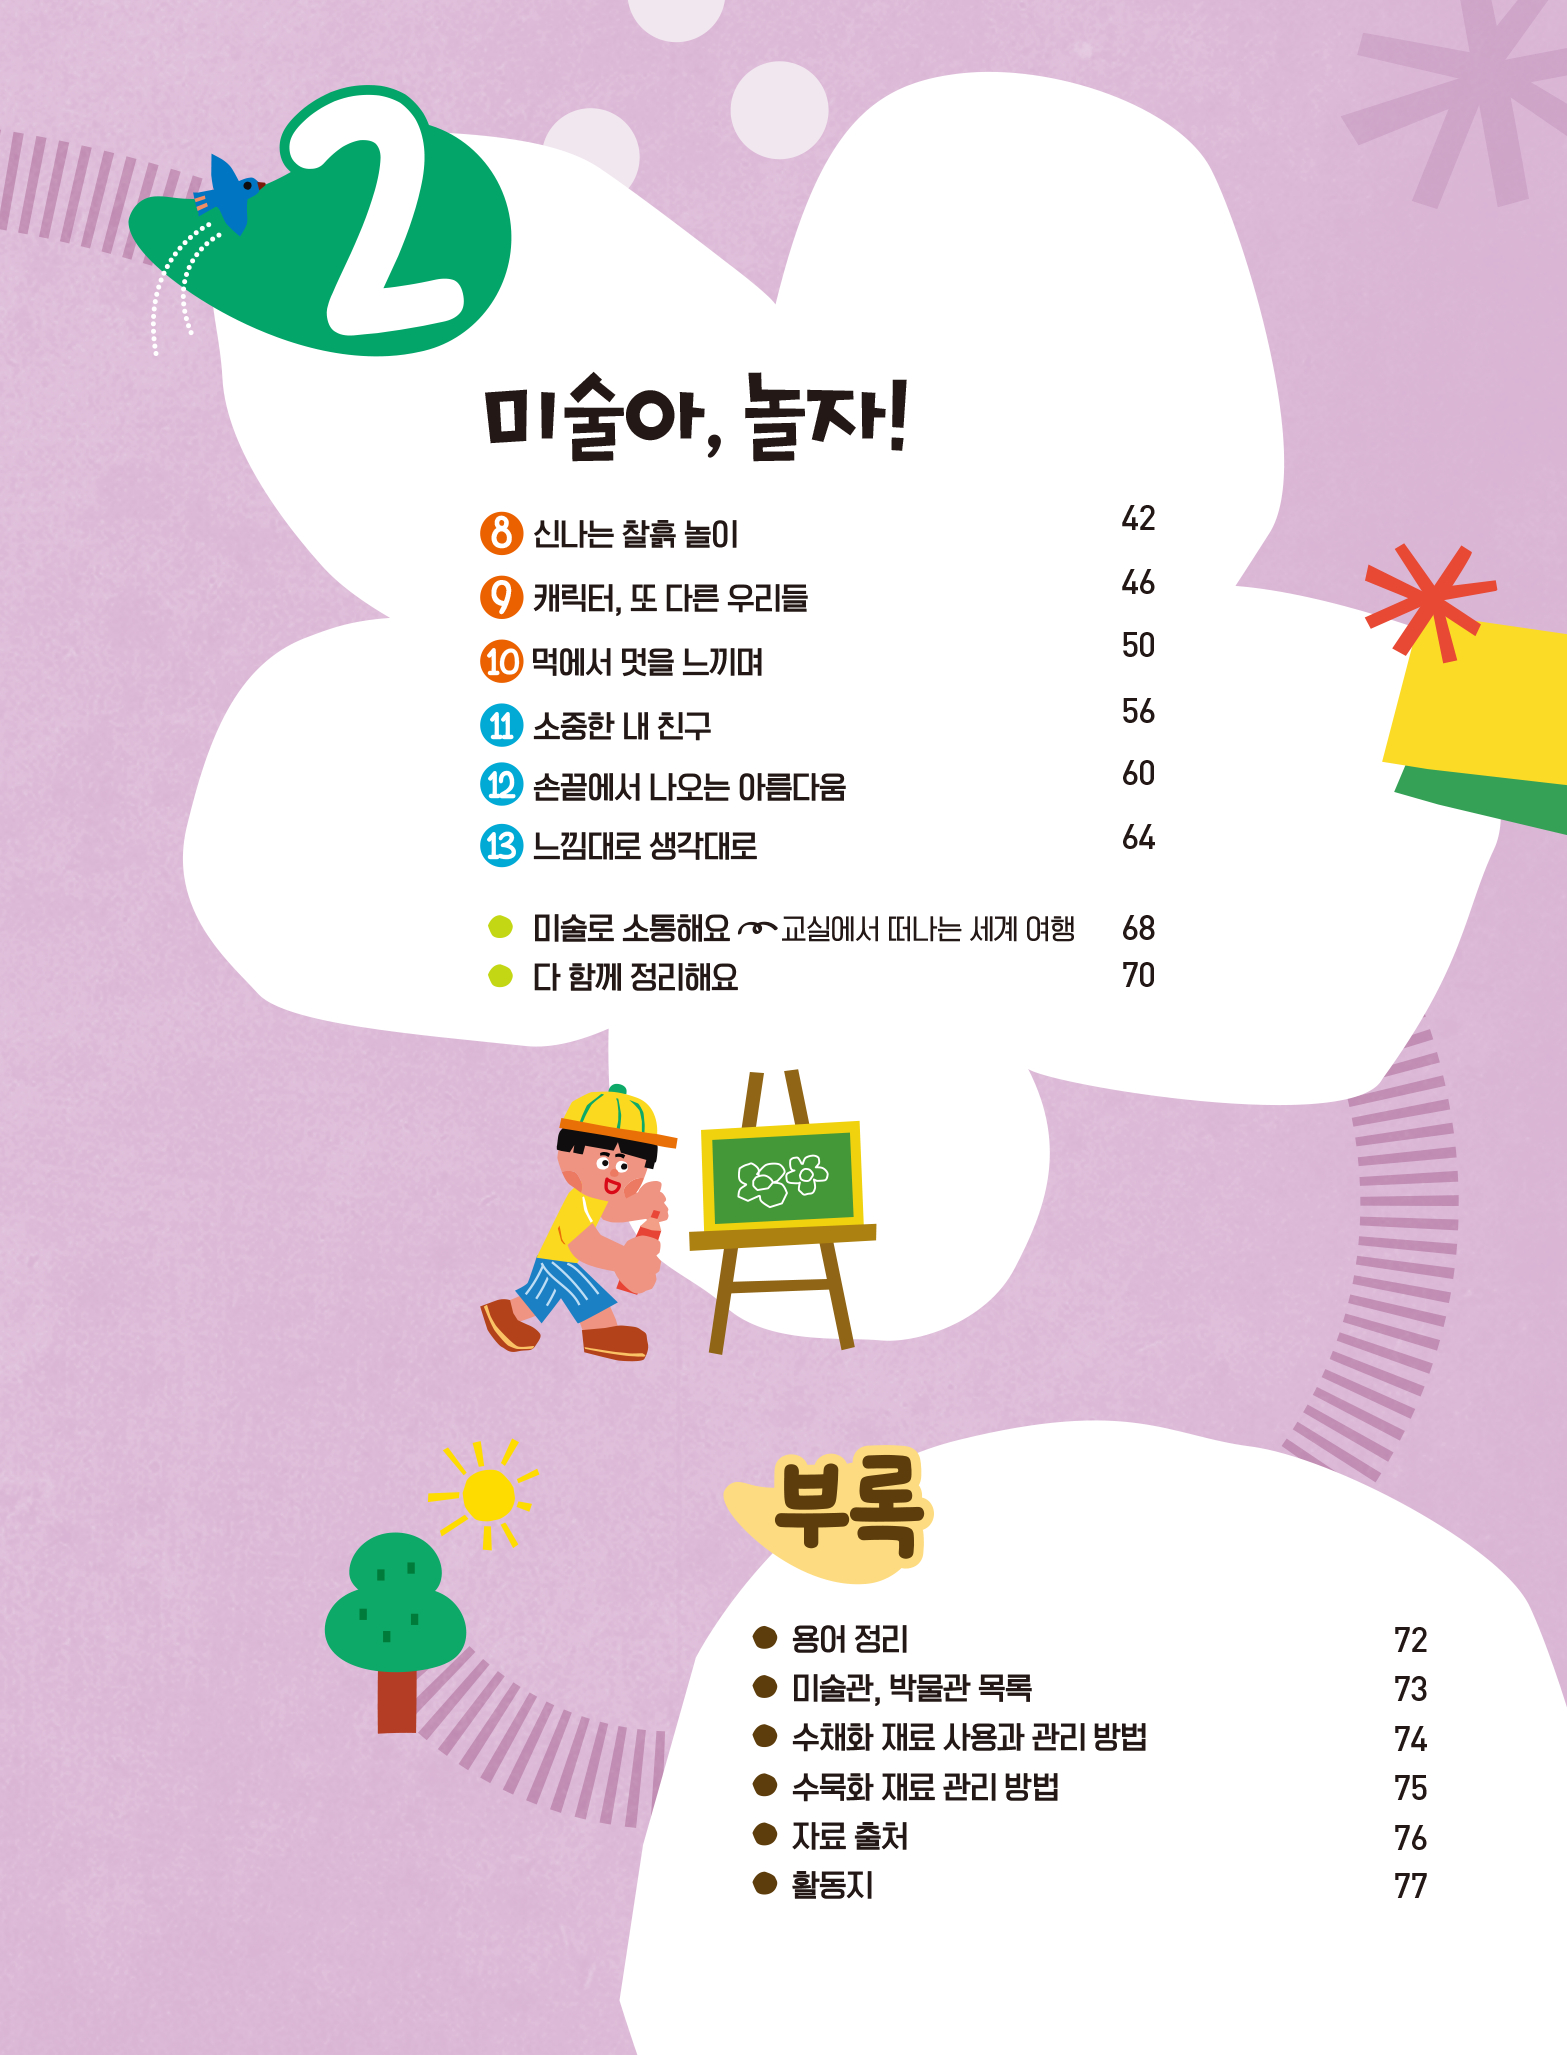 2
미술아, 놀자!
8 신나는 찰흙 놀이 42
9 캐릭터, 또 다른 우리들 46
10 먹에서 멋을 느끼며 50
11 소중한 내 친구 56
12 손끝에서 나오는 아름다움 60
13 느낌대로 생각대로 64
미술로 소통해요 교실에서 떠나는 세계 여행 68
다 함께 정리해요 70
부록
용어 정리 72
미술관, 박물관 목록 73
수채화 재료 사용과 관리 방법 74
수묵화 재료 관리 방법 75
자료 출처 76
활동지 77